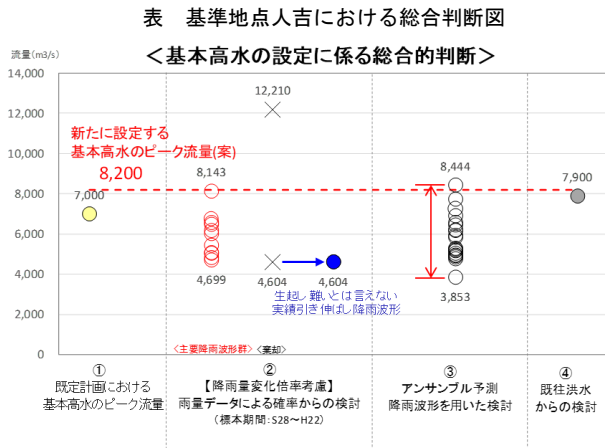 表　基準地点人吉における総合判断図
流量(m3/s)
＜基本高水の設定に係る総合的判断＞
14,000
12,000
10,000
8,000
6,000
4,000
2,000
0
新たに設定する
基本高水のピーク流量(案)
8,200
7,000
12,210
8,143
4,699
4,604
4,604
生起し難いとは言えない
実績引き伸ばし降雨波形
8,444
3,853
7,900
＜主要降雨波形群＞
＜棄却＞
①
既定計画における
基本高水のピーク流量
②
【降雨量変化倍率考慮】
雨量データによる確率からの検討
（標本期間：S28～H22）
③
アンサンブル予測
降雨波形を用いた検討
④
既往洪水
からの検討